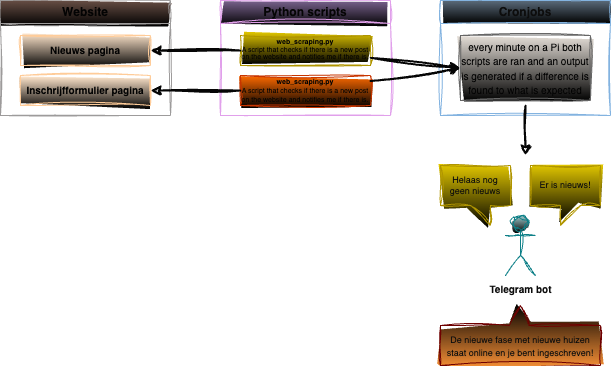 Website
Nieuws pagina
Inschrijfformulier pagina
Python scripts
web_scraping.py
A script that checks if there is a new post
on the website and notifies me if there is.
web_scraping.py
A script that checks if there is a new post
on the website and notifies me if there is.
Cronjobs
every minute on a Pi both
scripts are ran and an output
is generated if a difference is
found to what is expected
Helaas nog
geen nieuws
Er is nieuws!
Telegram bot
De nieuwe fase met nieuwe huizen
staat online en je bent ingeschreven!